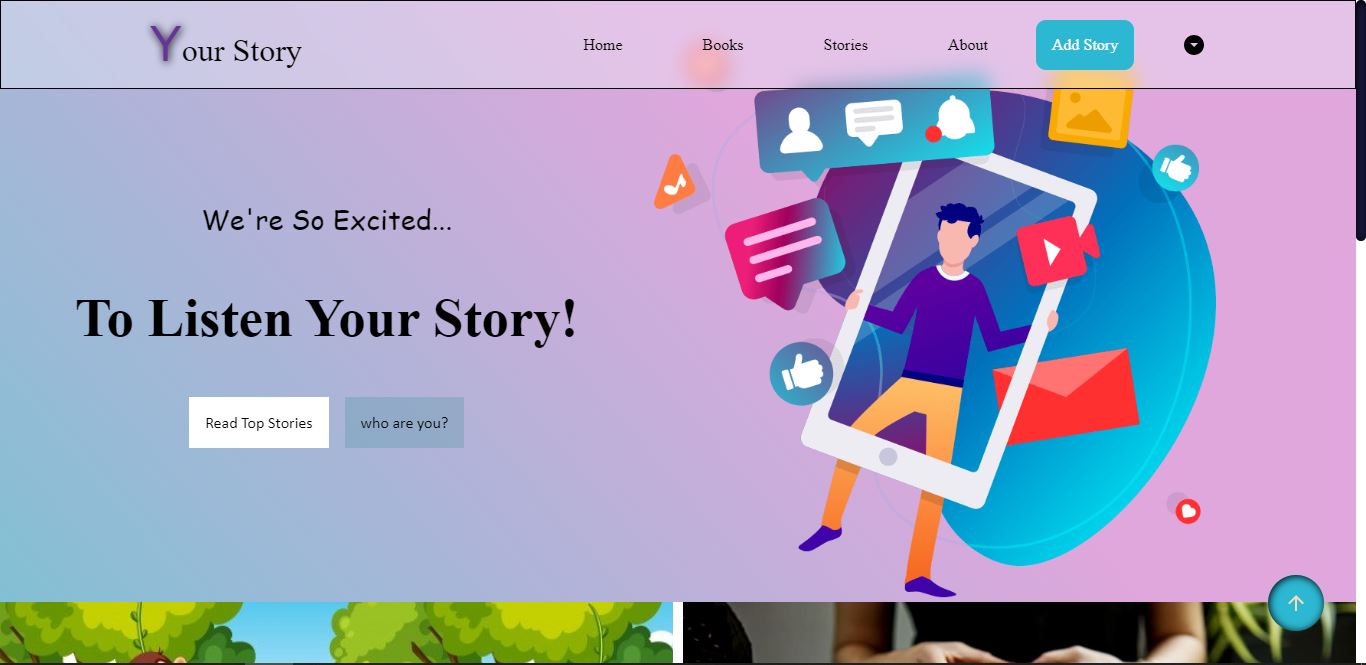 Your Story
Home
Books
Stories
About
Add Story
We're So Excited...
To Listen Your Story!
Read Top Stories
who are you?